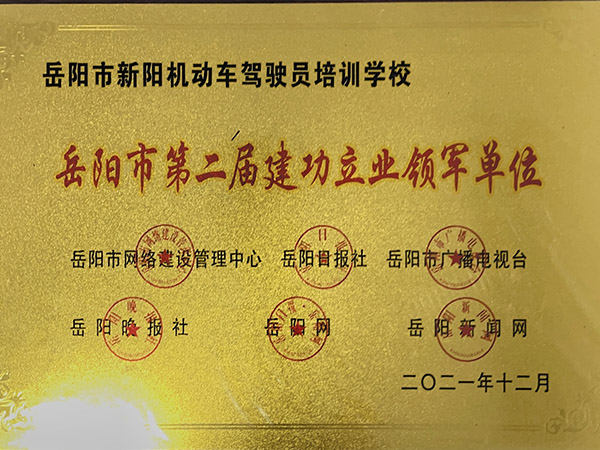 岳阳市新阳机动车驾驶员培训学校
岳阳市第二届建功立业领军单位
岳阳市网络建设管理中心 岳阳日报社 岳阳市广播电视台
岳阳晚报社 岳阳网 岳阳新闻网
二〇二一年十二月